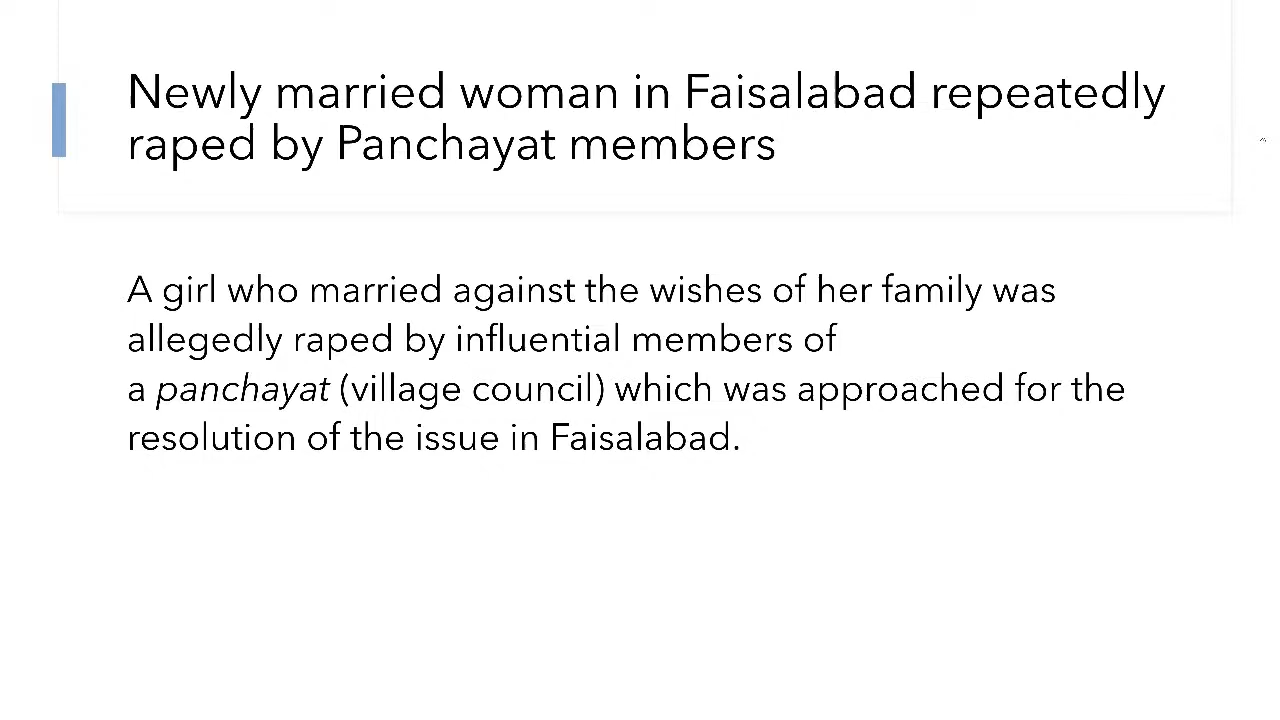 Newly married woman in Faisalabad repeatedly
raped by Panchayat members
A girl who married against the wishes of her family was
allegedly raped by influential members of
a panchayat (village council) which was approached for the
resolution of the issue in Faisalabad.